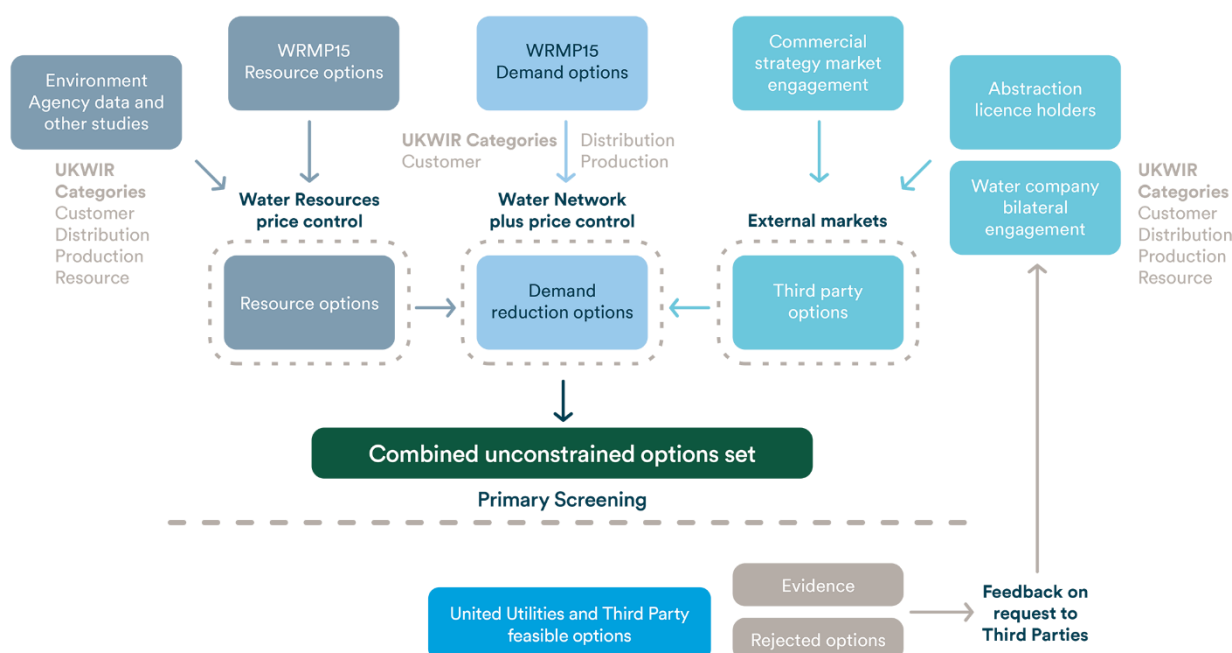 WRMP15
Resource options
WRMP15
Demand options
Commercial
strategy market
engagement
Environment
Agency data and
other studies
Abstraction
licence holders
UKWIR Categories
Customer
Distribution
Production
UKWIR
Categories
Customer
Distribution
Production
Resource
Water Resources
price control
Water Network
plus price control
External markets
Water company
bilateral
engagement
UKWIR
Categories
Customer
Distribution
Production
Resource
Resource options
Demand
reduction options
Third party
options
Combined unconstrained options set
Primary Screening
United Utilities and Third Party
feasible options
Evidence
Rejected options
Feedback on
request to
Third Parties